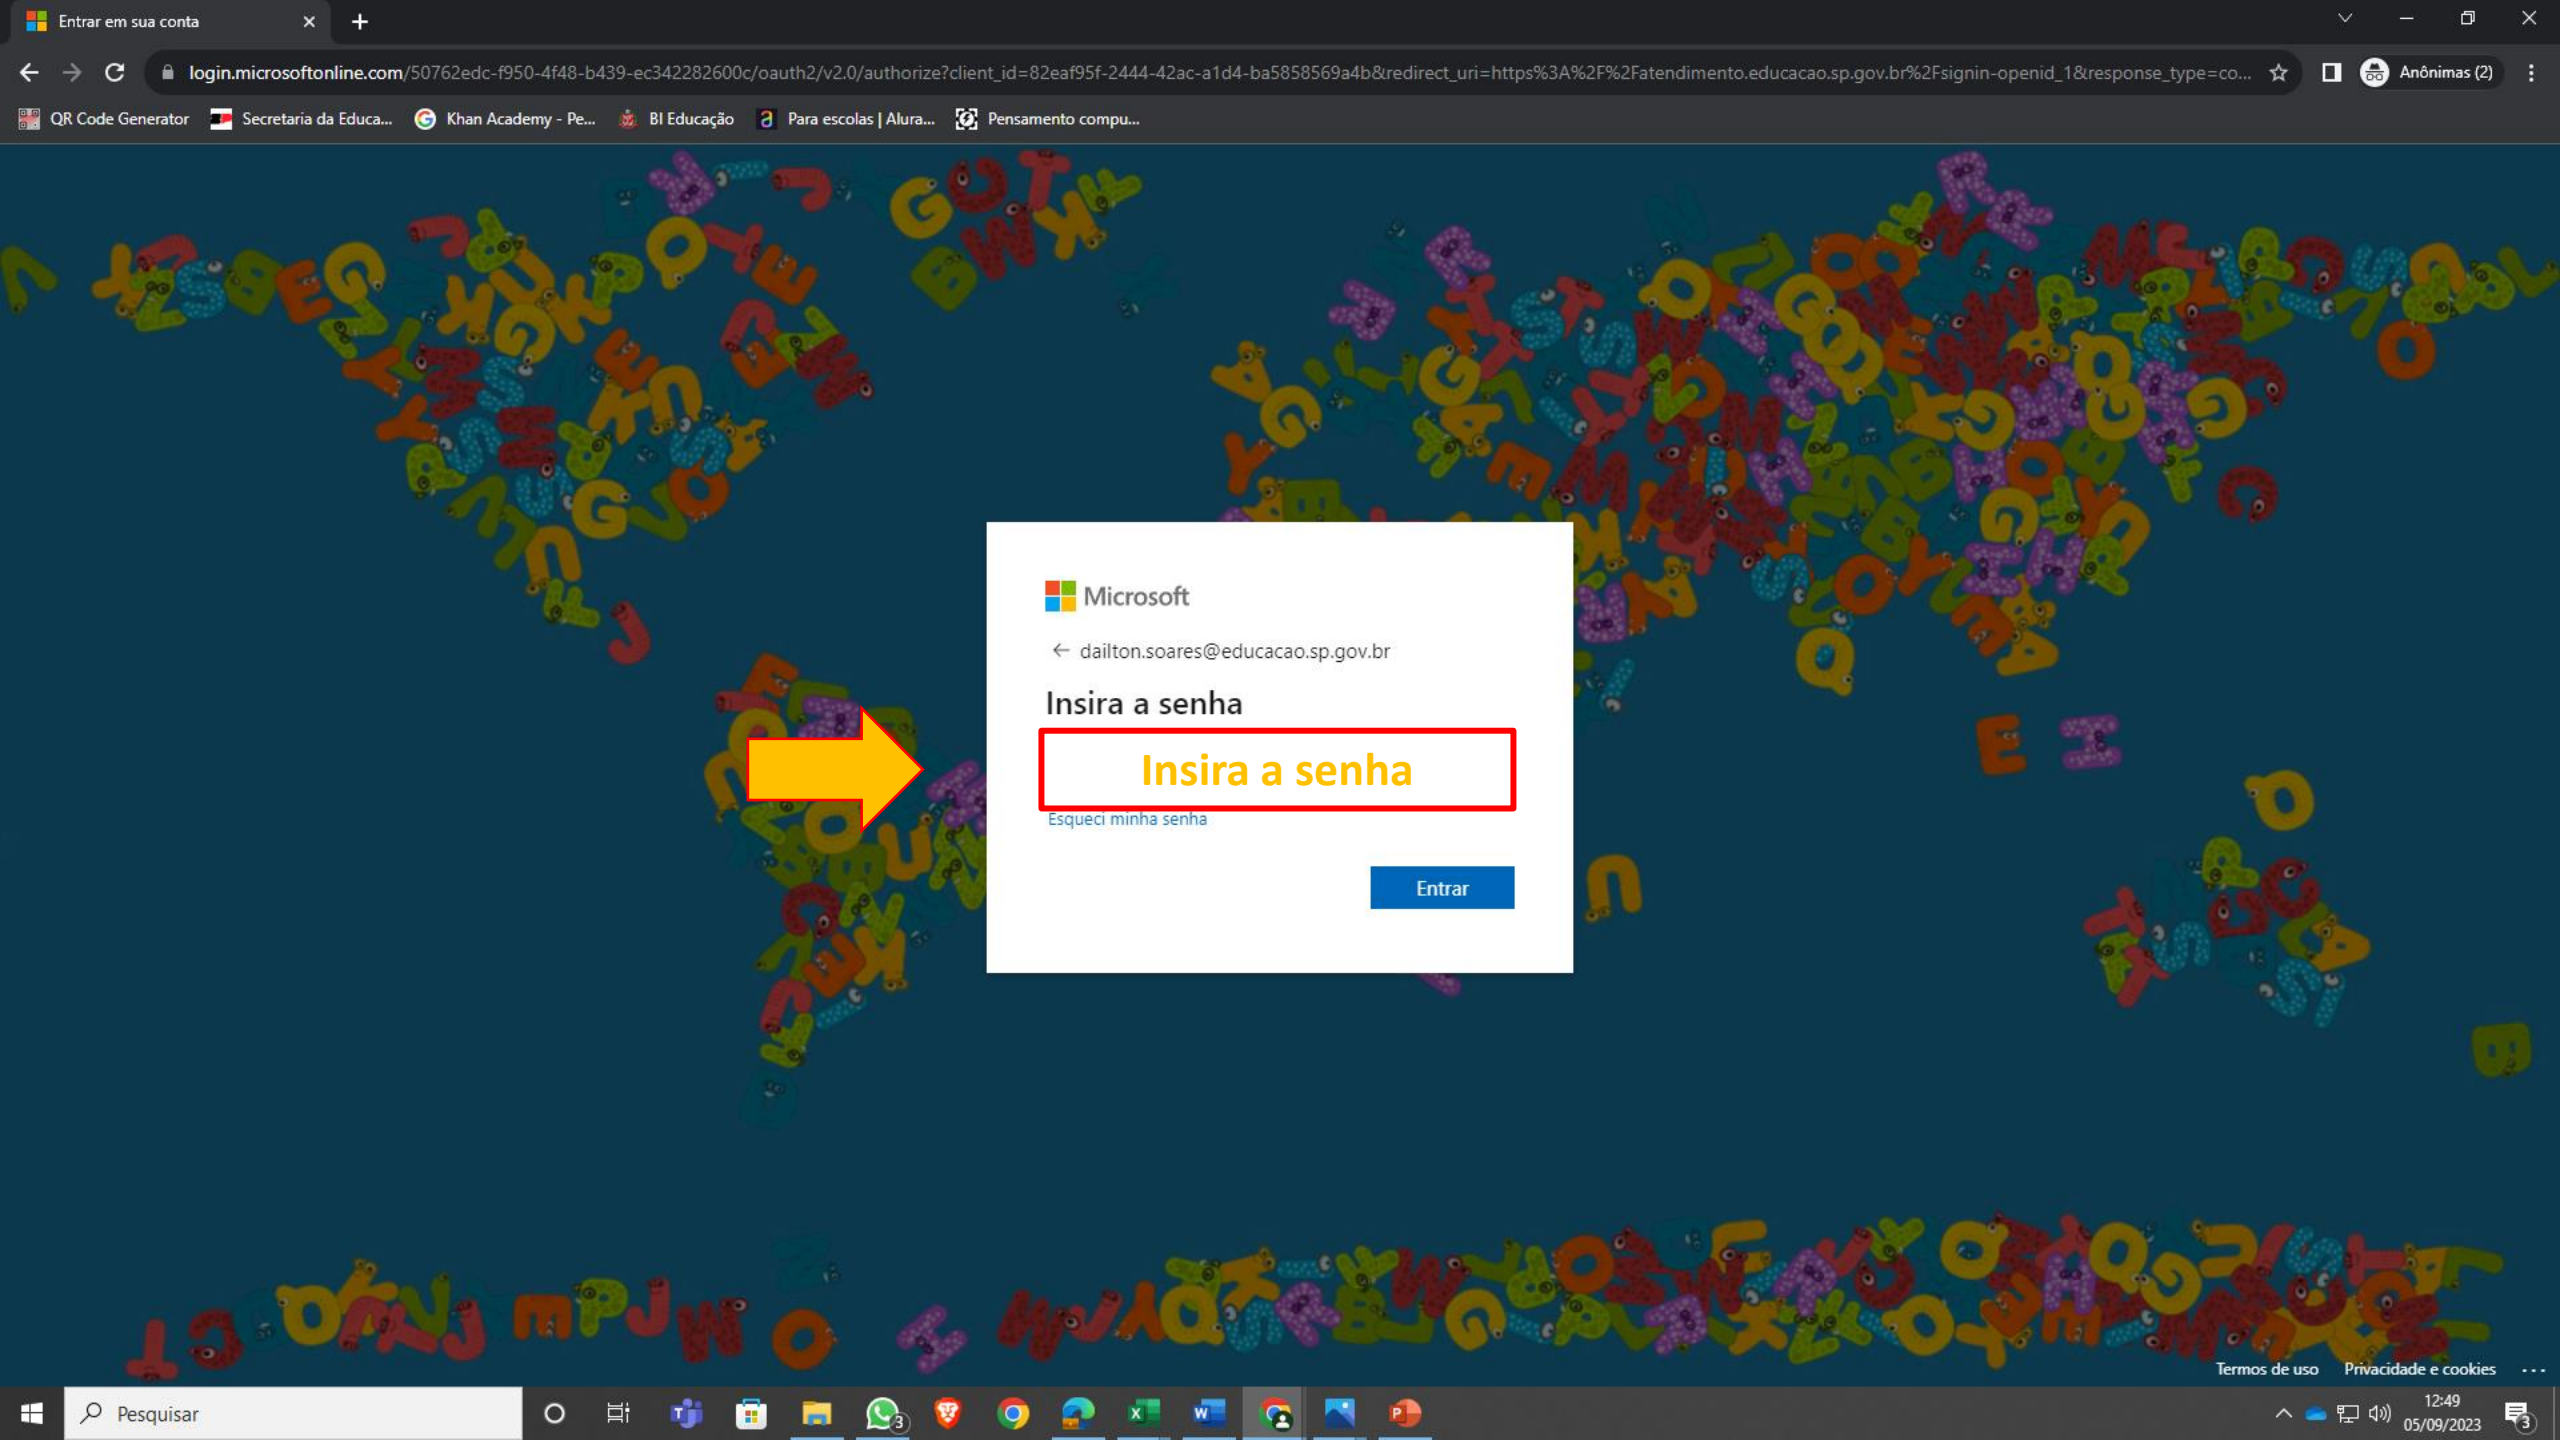 Entrar em sua conta
login.microsoftonline.com/50762edc-f950-4f48-b439-ec342282600c/oauth2/v2.0/authorize?client_id=82eaf95f-2444-42ac-a1d4-ba5858569a4b&redirect_uri=https%3A%2F%2Fatendimento.educacao.sp.gov.br%2Fsignin-openid_1&response_type=co...
Anônimas (2)
QR Code Generator
Secretaria da Educa...
Khan Academy - Pe...
BI Educação
Para escolas | Alura...
Pensamento compu...
Microsoft
dailton.soares@educacao.sp.gov.br
Insira a senha
Insira a senha
Esqueci minha senha
Entrar
Termos de uso
Privacidade e cookies
...
Pesquisar
3
12:49
05/09/2023
3